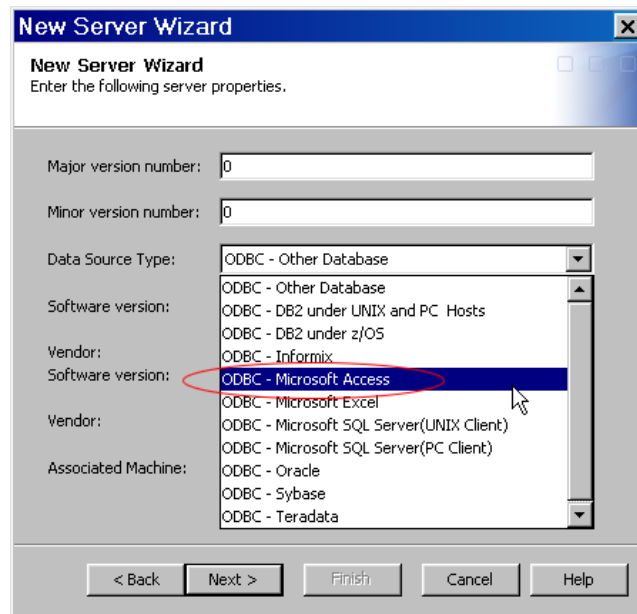 New Server Wizard
New Server Wizard
Enter the following server properties.
Major version number: 0
Minor version number: 0
Data Source Type: ODBC - Other Database
ODBC - Other Database
Software version: ODBC - DB2 under UNIX and PC Hosts
ODBC - DB2 under z/OS
Vendor: ODBC - Informix
Software version: ODBC - Microsoft Access
ODBC - Microsoft Excel
Vendor: ODBC - Microsoft SQL Server(UNIX Client)
ODBC - Microsoft SQL Server(PC Client)
Associated Machine: ODBC - Oracle
ODBC - Sybase
ODBC - Teradata
< Back Next > Finish Cancel Help